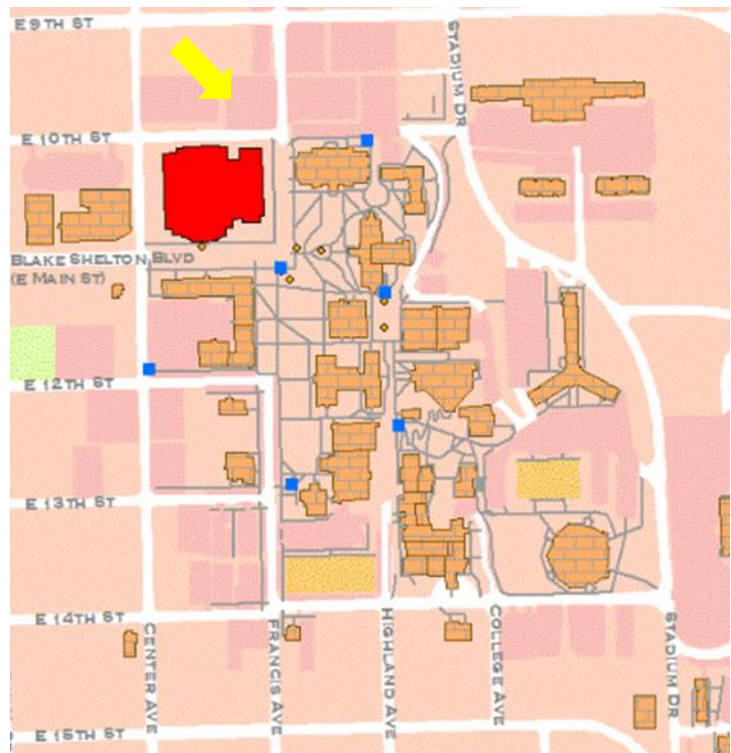 E 9TH ST
STADIUM DR
E 10TH ST
BLAKE SHELTON BLVD
(E MAIN ST)
E 12TH ST
E 13TH ST
E 14TH ST
CENTER AVE
FRANCIS AVE
HIGHLAND AVE
COLLEGE AVE
STADIUM DR
E 15TH ST